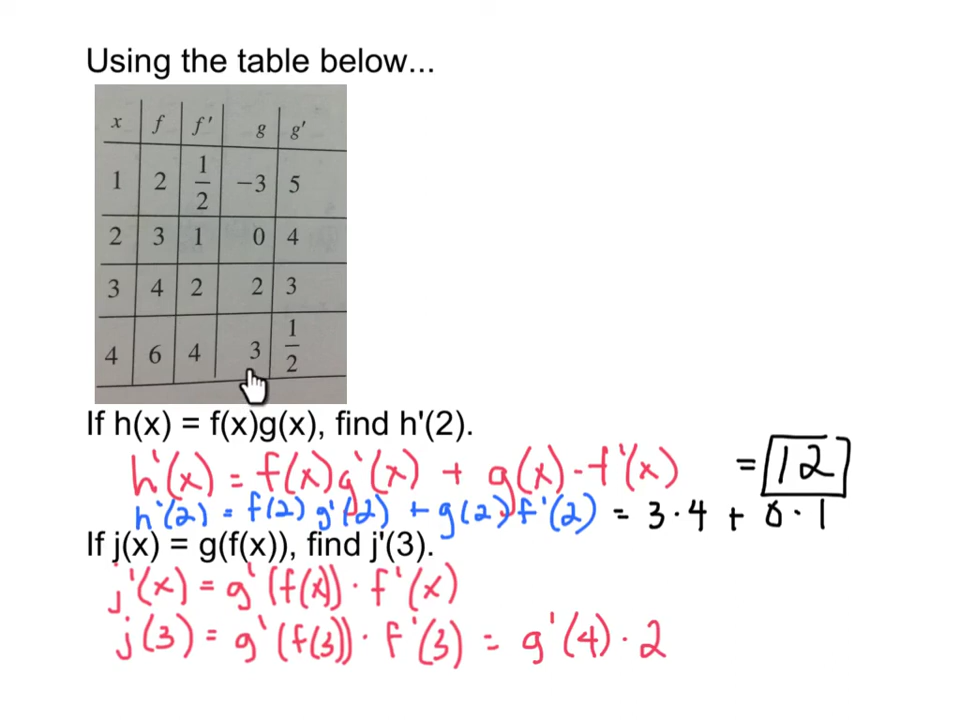 Using the table below...
x f f' g g'
1 2 1/2 -3 5
2 3 1 0 4
3 4 2 2 3
4 6 4 3 1/2
If h(x) = f(x)g(x), find h'(2).
h'(x) = f(x)g'(x) + g(x)-f'(x) = 12
h'(2) = f(2) g'(2) + g(2)f'(2) = 3·4 + 0·1
If j(x) = g(f(x)), find j'(3).
j'(x) = g'(f(x))·f'(x)
j(3) = g'(f(3))·f'(3) = g'(4)·2